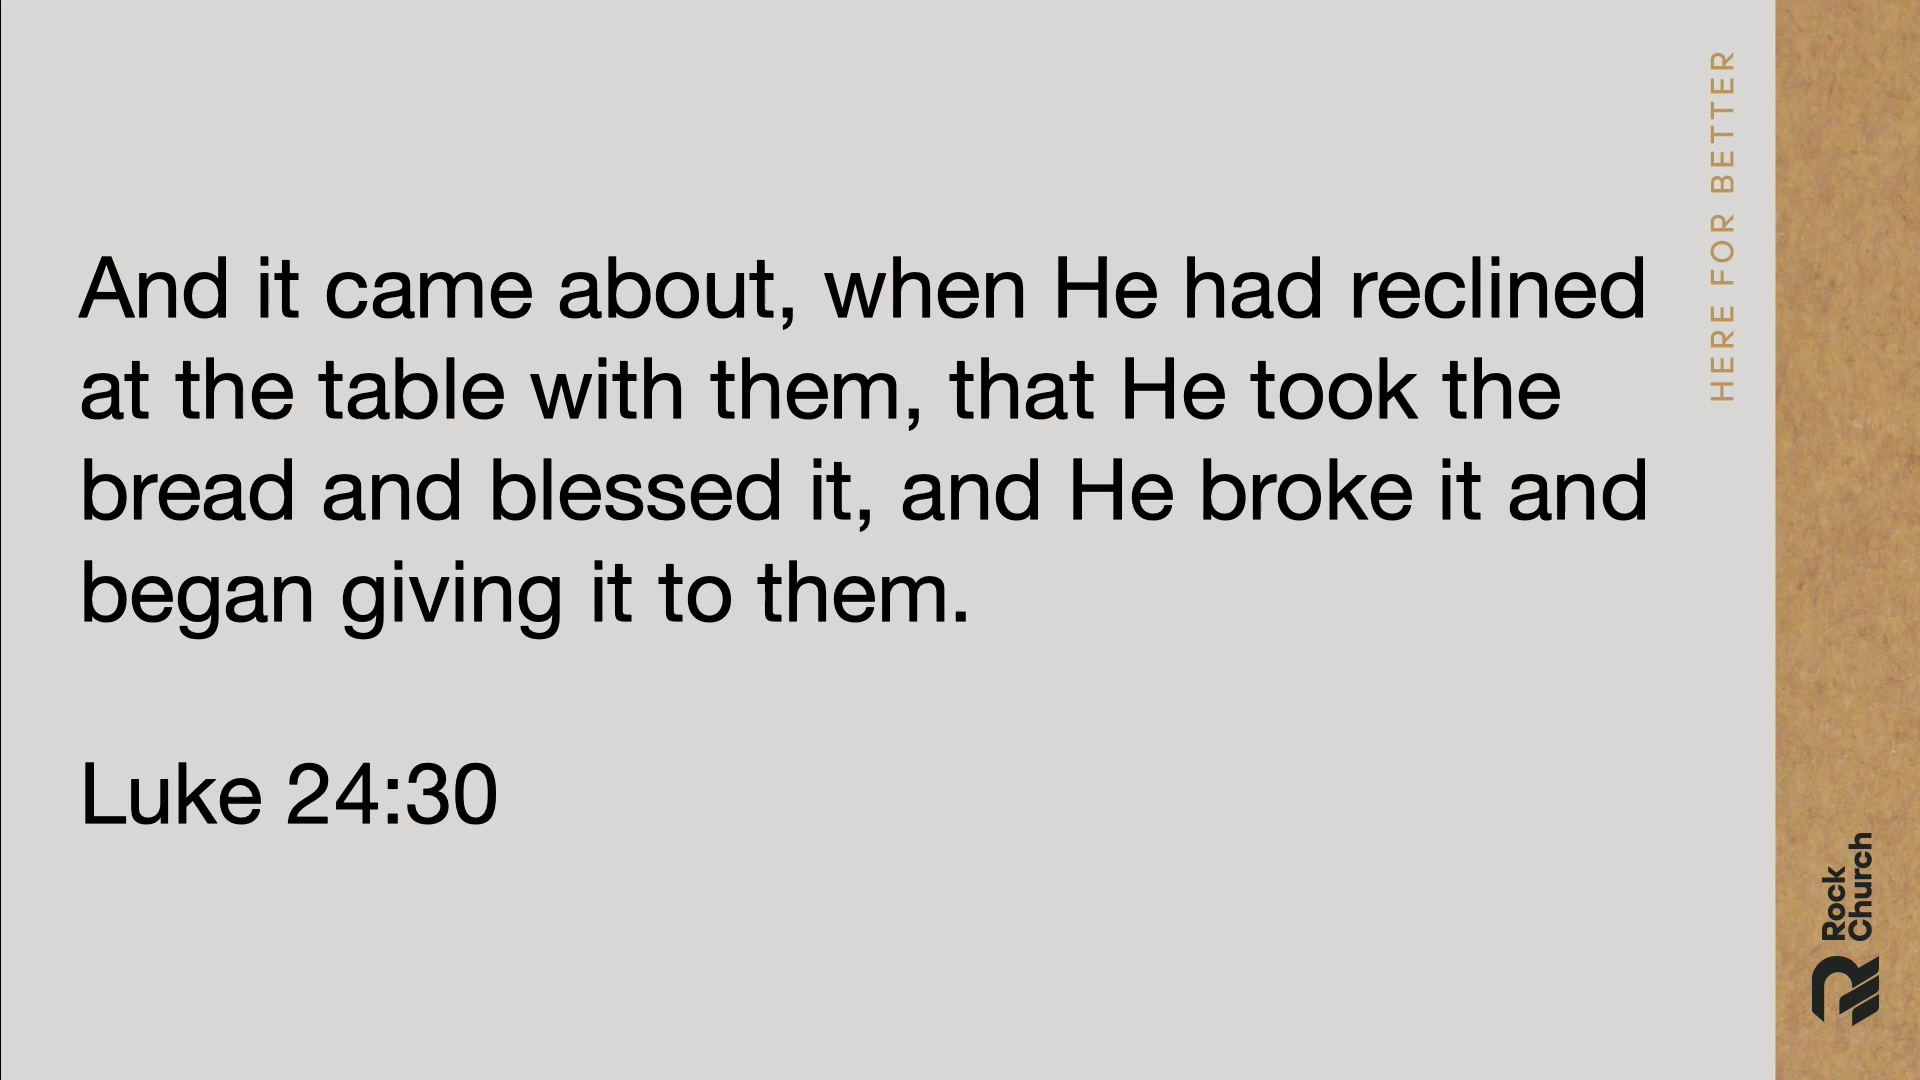 And it came about, when He had reclined
at the table with them, that He took the
bread and blessed it, and He broke it and
began giving it to them.
Luke 24:30
HERE FOR BETTER
Rock
Church